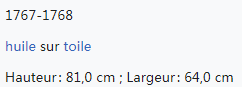 1767-1768
huile sur toile
Hauteur : 81,0 cm ; Largeur : 64,0 cm